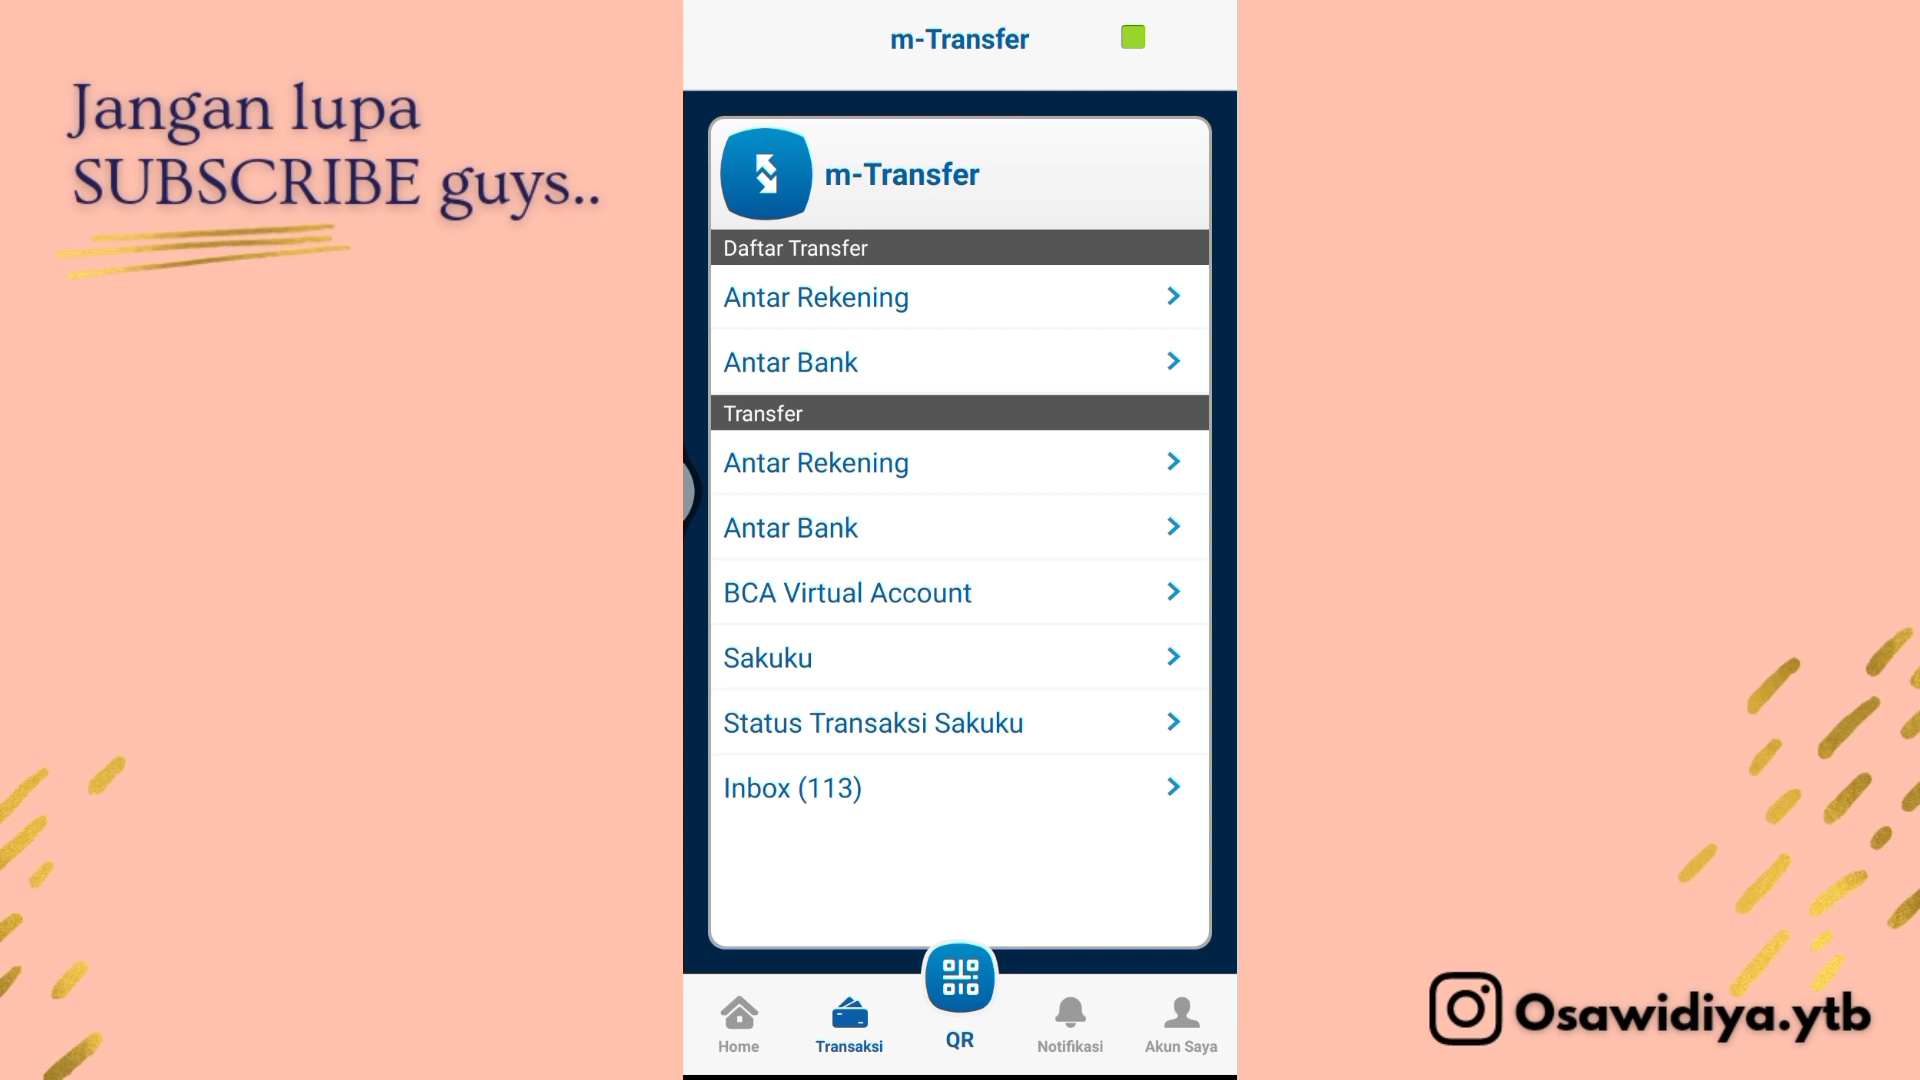 Jangan lupa
SUBSCRIBE guys..
m-Transfer
m-Transfer
Daftar Transfer
Antar Rekening
Antar Bank
Transfer
Antar Rekening
Antar Bank
BCA Virtual Account
Sakuku
Status Transaksi Sakuku
Inbox (113)
Home
Transaksi
QR
Notifikasi
Akun Saya
Osawidiya.ytb